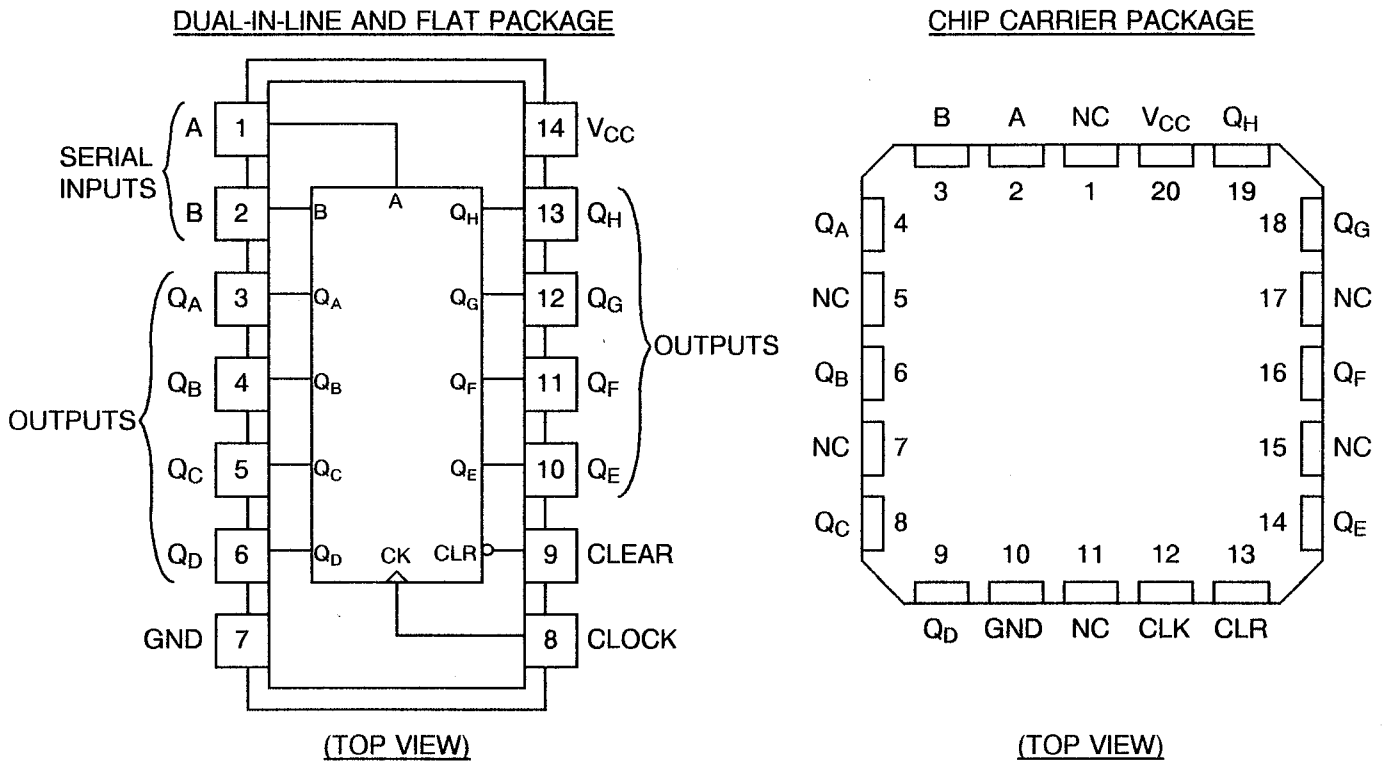 DUAL-IN-LINE AND FLAT PACKAGE
A 1
14 VCC
SERIAL
INPUTS
A
B 2 B
QH 13 QH
QA 3 QA
QG 12 QG
OUTPUTS
QB 4 QB
QF 11 QF
OUTPUTS
QC 5 QC
QE 10 QE
QD 6 QD
CK
CLR 9 CLEAR
GND 7
8 CLOCK
(TOP VIEW)
CHIP CARRIER PACKAGE
B A NC VCC QH
3 2 1 20 19
QA 4 18 QG
NC 5 17 NC
QB 6 16 QF
NC 7 15 NC
QC 8 14 QE
9 10 11 12 13
QD GND NC CLK CLR
(TOP VIEW)